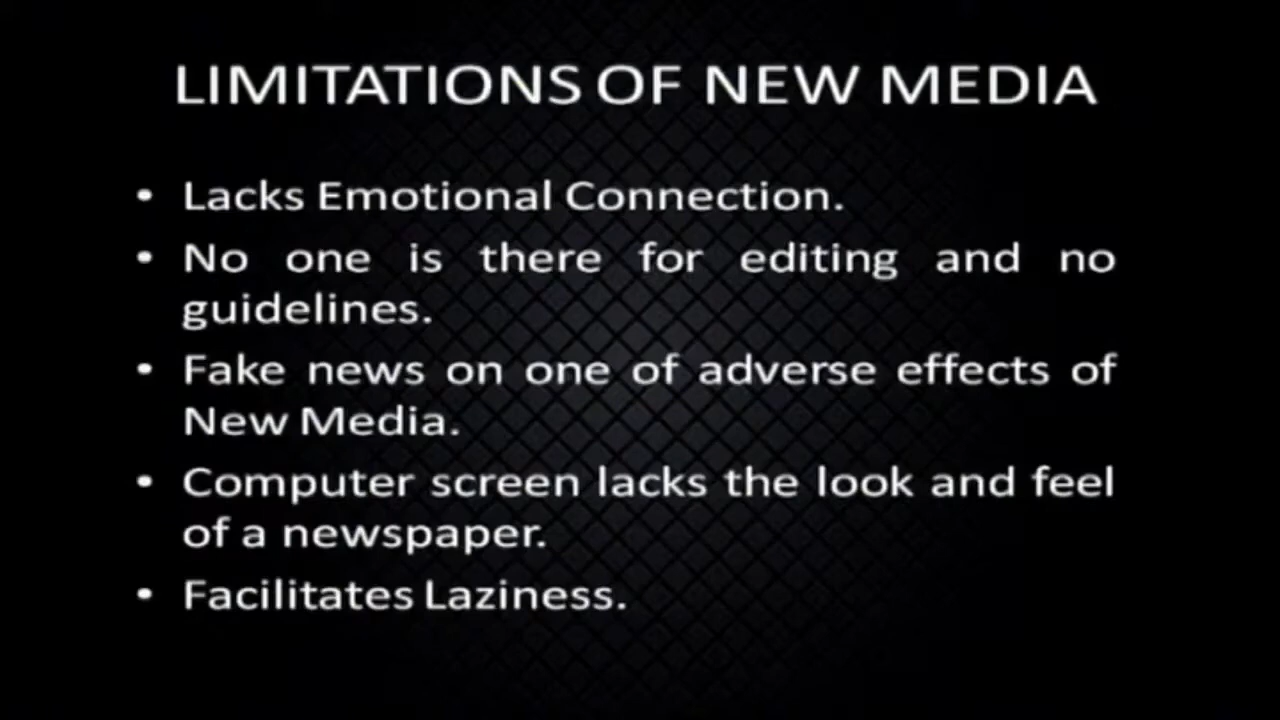 LIMITATIONS OF NEW MEDIA
• Lacks Emotional Connection.
• No one is there for editing and no
guidelines.
• Fake news on one of adverse effects of
New Media.
• Computer screen lacks the look and feel
of a newspaper.
• Facilitates Laziness.